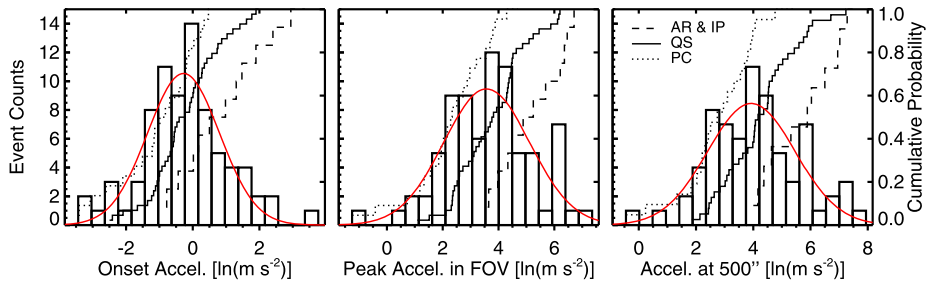 Event Counts
14
12
10
8
6
4
2
0
-2 0 2
Onset Accel. [ln(m s-2)]
0 2 4 6
Peak Accel. in FOV [ln(m s-2)]
AR & IP
QS
PC
0 2 4 6 8
Accel. at 500'' [ln(m s-2)]
1.0
0.8
0.6
0.4
0.2
0.0
Cumulative Probability